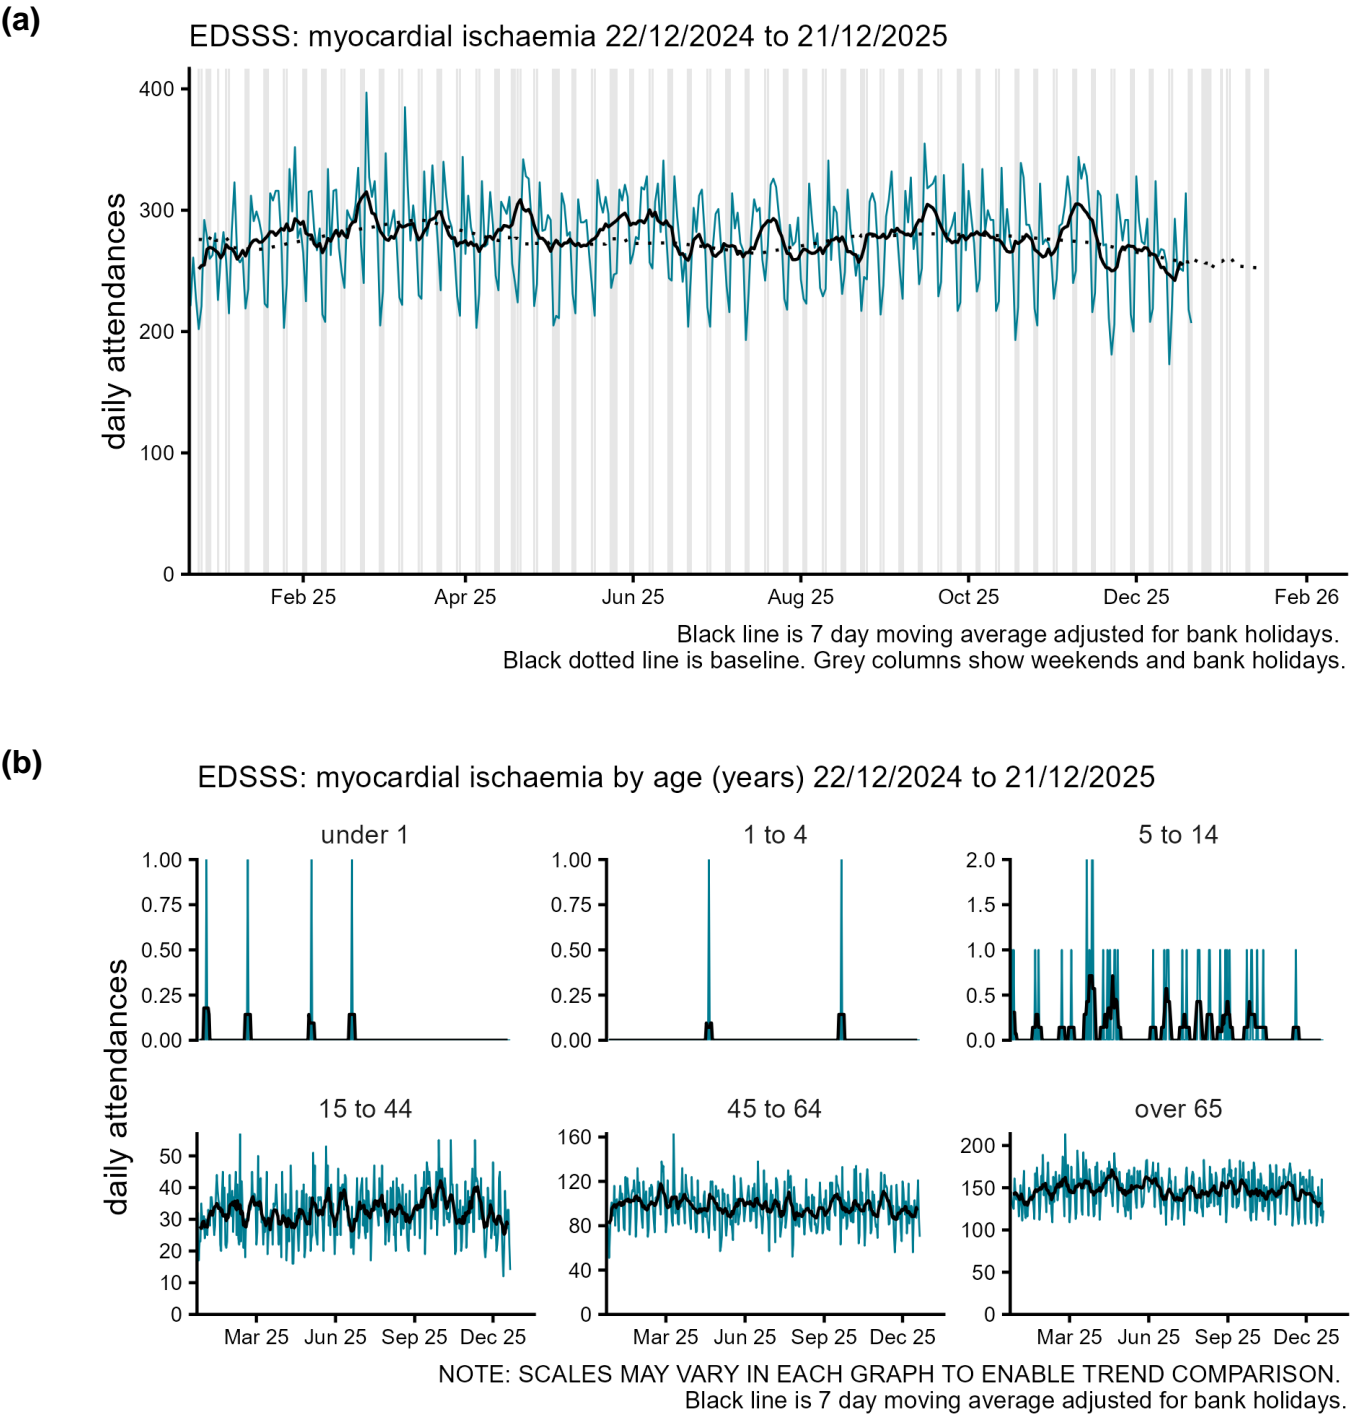 (a)
EDSSS: myocardial ischaemia 22/12/2024 to 21/12/2025
daily attendances
400
300
200
100
0
Feb 25 Apr 25 Jun 25 Aug 25 Oct 25 Dec 25 Feb 26
Black line is 7 day moving average adjusted for bank holidays.
Black dotted line is baseline. Grey columns show weekends and bank holidays.
(b)
EDSSS: myocardial ischaemia by age (years) 22/12/2024 to 21/12/2025
daily attendances
under 1
1.00
0.75
0.50
0.25
0.00
1 to 4
1.00
0.75
0.50
0.25
0.00
5 to 14
2.0
1.5
1.0
0.5
0.0
15 to 44
50
40
30
20
10
0
Mar 25 Jun 25 Sep 25 Dec 25
45 to 64
160
120
80
40
0
Mar 25 Jun 25 Sep 25 Dec 25
over 65
200
150
100
50
0
Mar 25 Jun 25 Sep 25 Dec 25
NOTE: SCALES MAY VARY IN EACH GRAPH TO ENABLE TREND COMPARISON.
Black line is 7 day moving average adjusted for bank holidays.